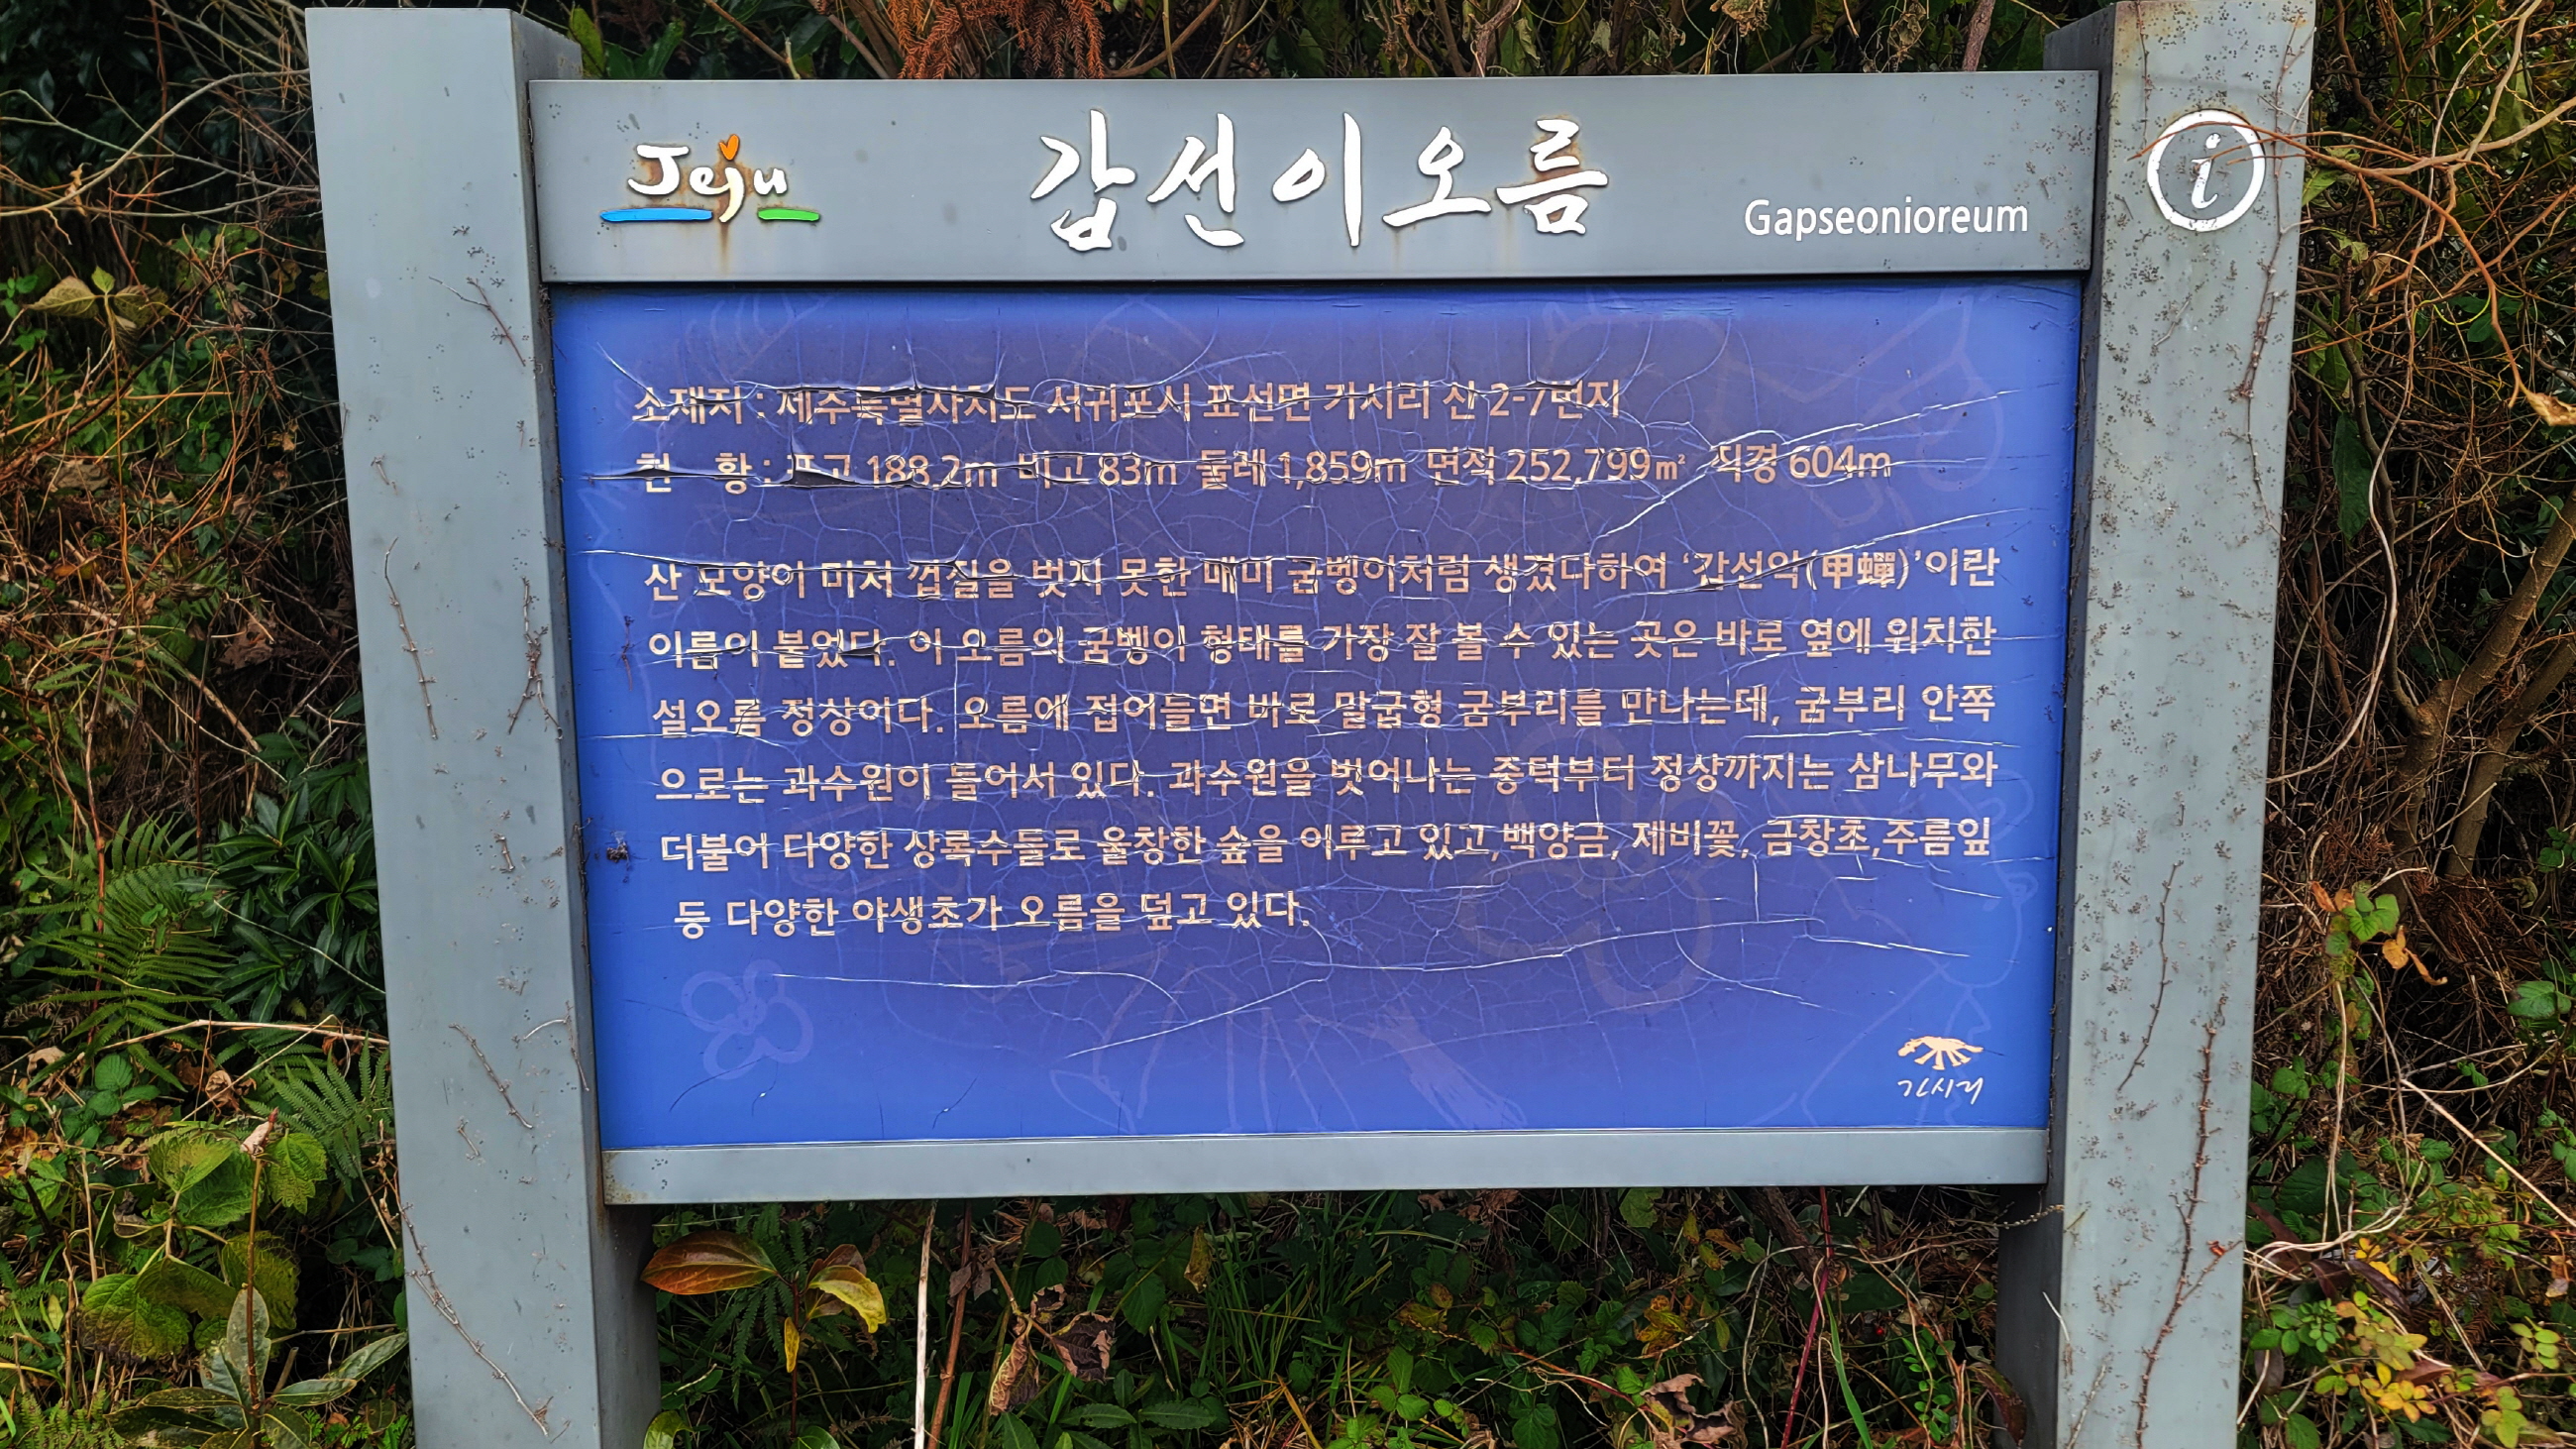 Jeju
갑선이오름
Gapseonioreum
i
소재지 : 제주특별자치도 서귀포시 표선면 가시리 산 2-7번지
현 황 : 표고 188.2m 비고 83m 둘레 1,859m 면적 252,799㎡ 직경 604m
산 모양이 미처 껍질을 벗지 못한 매미 굼벵이처럼 생겼다하여 ‘갑선악(甲蟬)’이란
이름이 붙었다. 이 오름의 굼벵이 형태를 가장 잘 볼 수 있는 곳은 바로 옆에 위치한
설오름 정상이다. 오름에 접어들면 바로 말굽형 굼부리를 만나는데, 굼부리 안쪽
으로는 과수원이 들어서 있다. 과수원을 벗어나는 중턱부터 정상까지는 삼나무와
더불어 다양한 상록수들로 울창한 숲을 이루고 있고,백양금, 제비꽃, 금창초,주름잎
등 다양한 야생초가 오름을 덮고 있다.
가시리